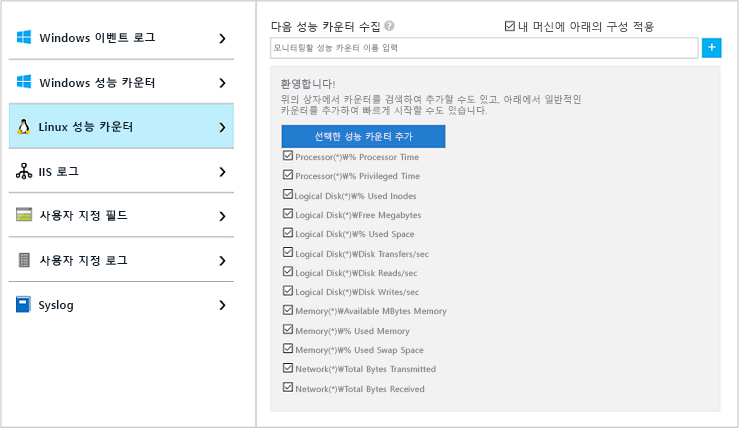 Windows 이벤트 로그
Windows 성능 카운터
Linux 성능 카운터
IIS 로그
사용자 지정 필드
사용자 지정 로그
Syslog
다음 성능 카운터 수집 ?
내 머신에 아래의 구성 적용
모니터링할 성능 카운터 이름 입력
+
환영합니다!
위의 상자에서 카운터를 검색하여 추가할 수도 있고, 아래에서 일반적인
카운터를 추가하여 빠르게 시작할 수도 있습니다.
선택한 성능 카운터 추가
Processor(*)₩% Processor Time
Processor(*)₩% Privileged Time
Logical Disk(*)₩% Used Inodes
Logical Disk(*)₩Free Megabytes
Logical Disk(*)₩% Used Space
Logical Disk(*)₩Disk Transfers/sec
Logical Disk(*)₩Disk Reads/sec
Logical Disk(*)₩Disk Writes/sec
Memory(*)₩Available MBytes Memory
Memory(*)₩% Used Memory
Memory(*)₩% Used Swap Space
Network(*)₩Total Bytes Transmitted
Network(*)₩Total Bytes Received